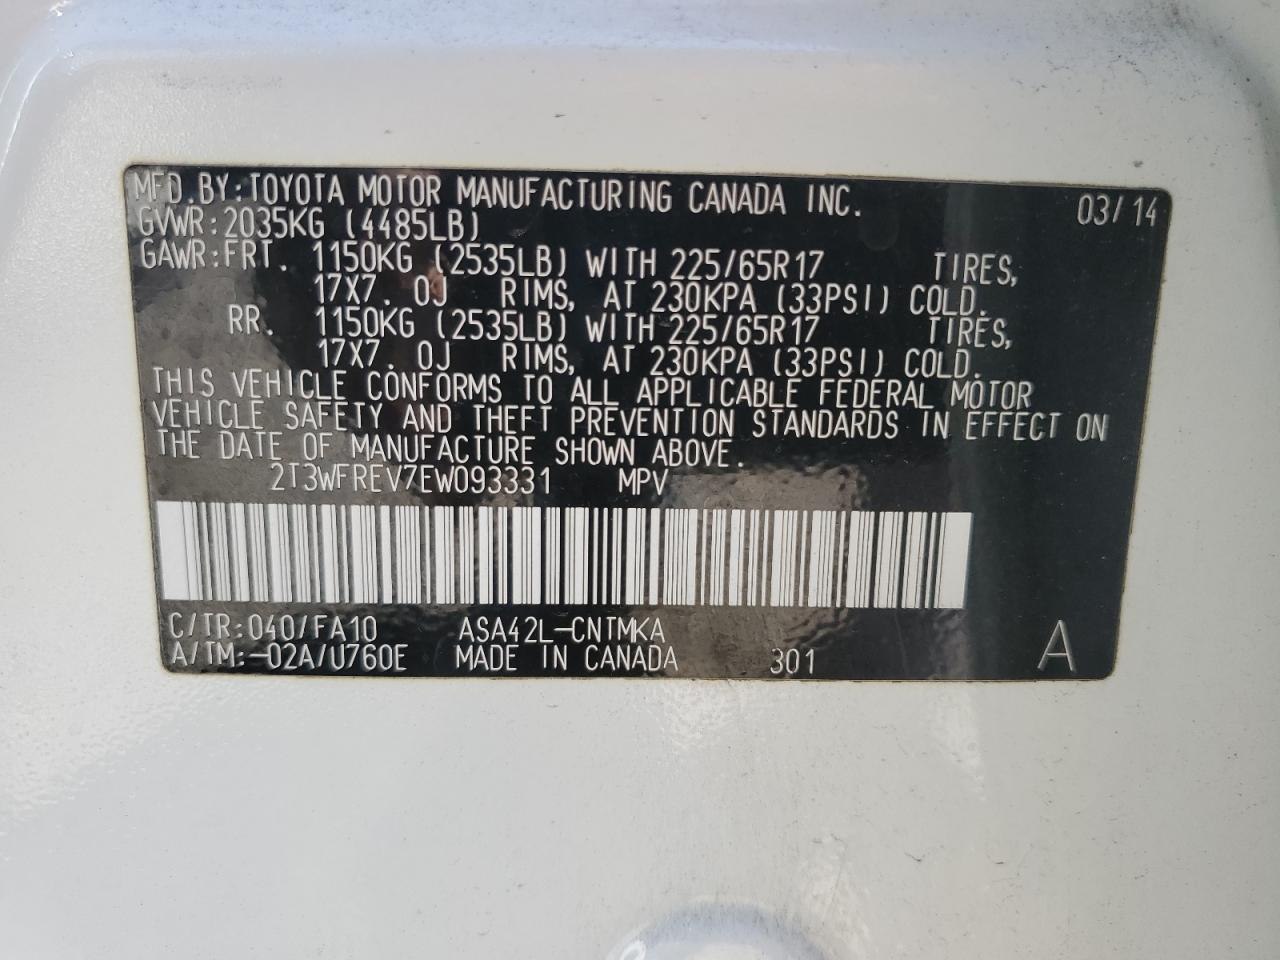 MFD.BY:TOYOTA MOTOR MANUFACTURING CANADA INC. 03/14
GVWR:2035KG (4485LB)
GAWR:FRT. 1150KG (2535LB) WITH 225/65R17 TIRES,
17X7. 0J RIMS, AT 230KPA (33PSI) COLD.
RR. 1150KG (2535LB) WITH 225/65R17 TIRES,
17X7. 0J RIMS, AT 230KPA (33PSI) COLD.
THIS VEHICLE CONFORMS TO ALL APPLICABLE FEDERAL MOTOR
VEHICLE SAFETY AND THEFT PREVENTION STANDARDS IN EFFECT ON
THE DATE OF MANUFACTURE SHOWN ABOVE.
2T3WFREV7EW093331 MPV
C/TR:040/FA10 ASA42L-CNTMKA
A/TM:-02A/U760E MADE IN CANADA 301 A